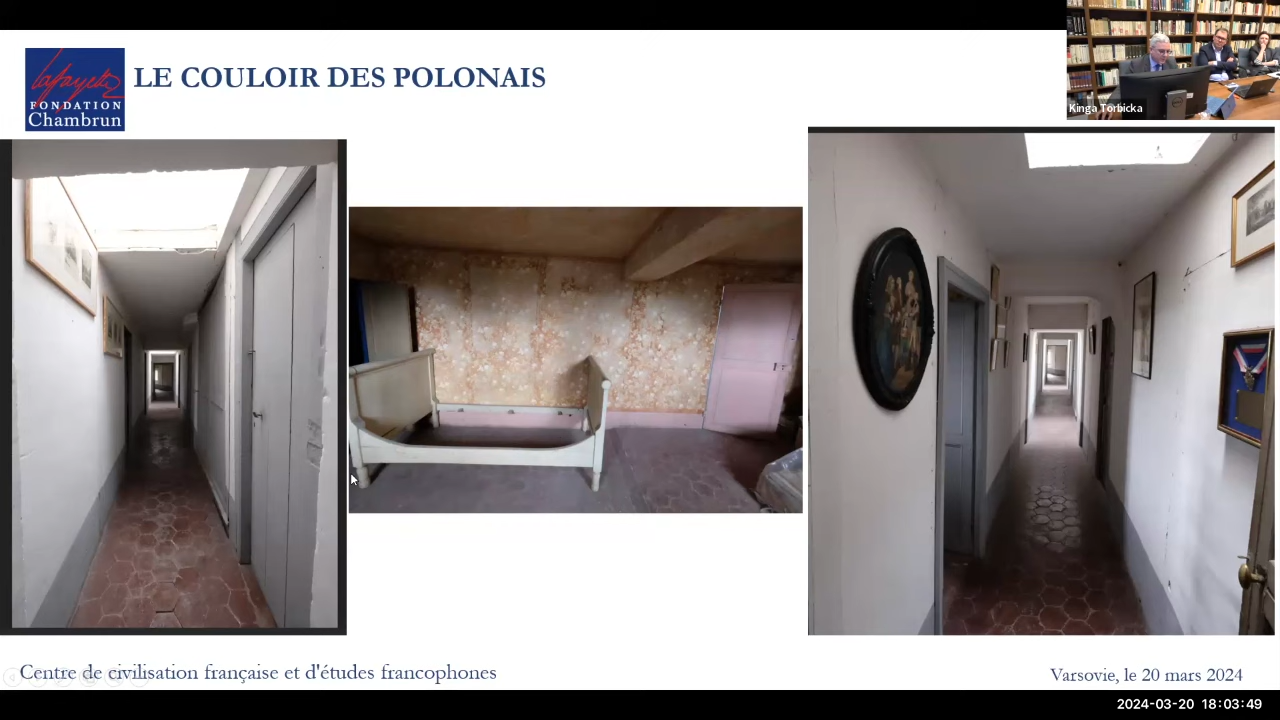 lafayette
FONDATION
Chambrun
LE COULOIR DES POLONAIS
Kinga Torbicka
Centre de civilisation française et d'études francophones
Varsovie, le 20 mars 2024
2024-03-20 18:03:49